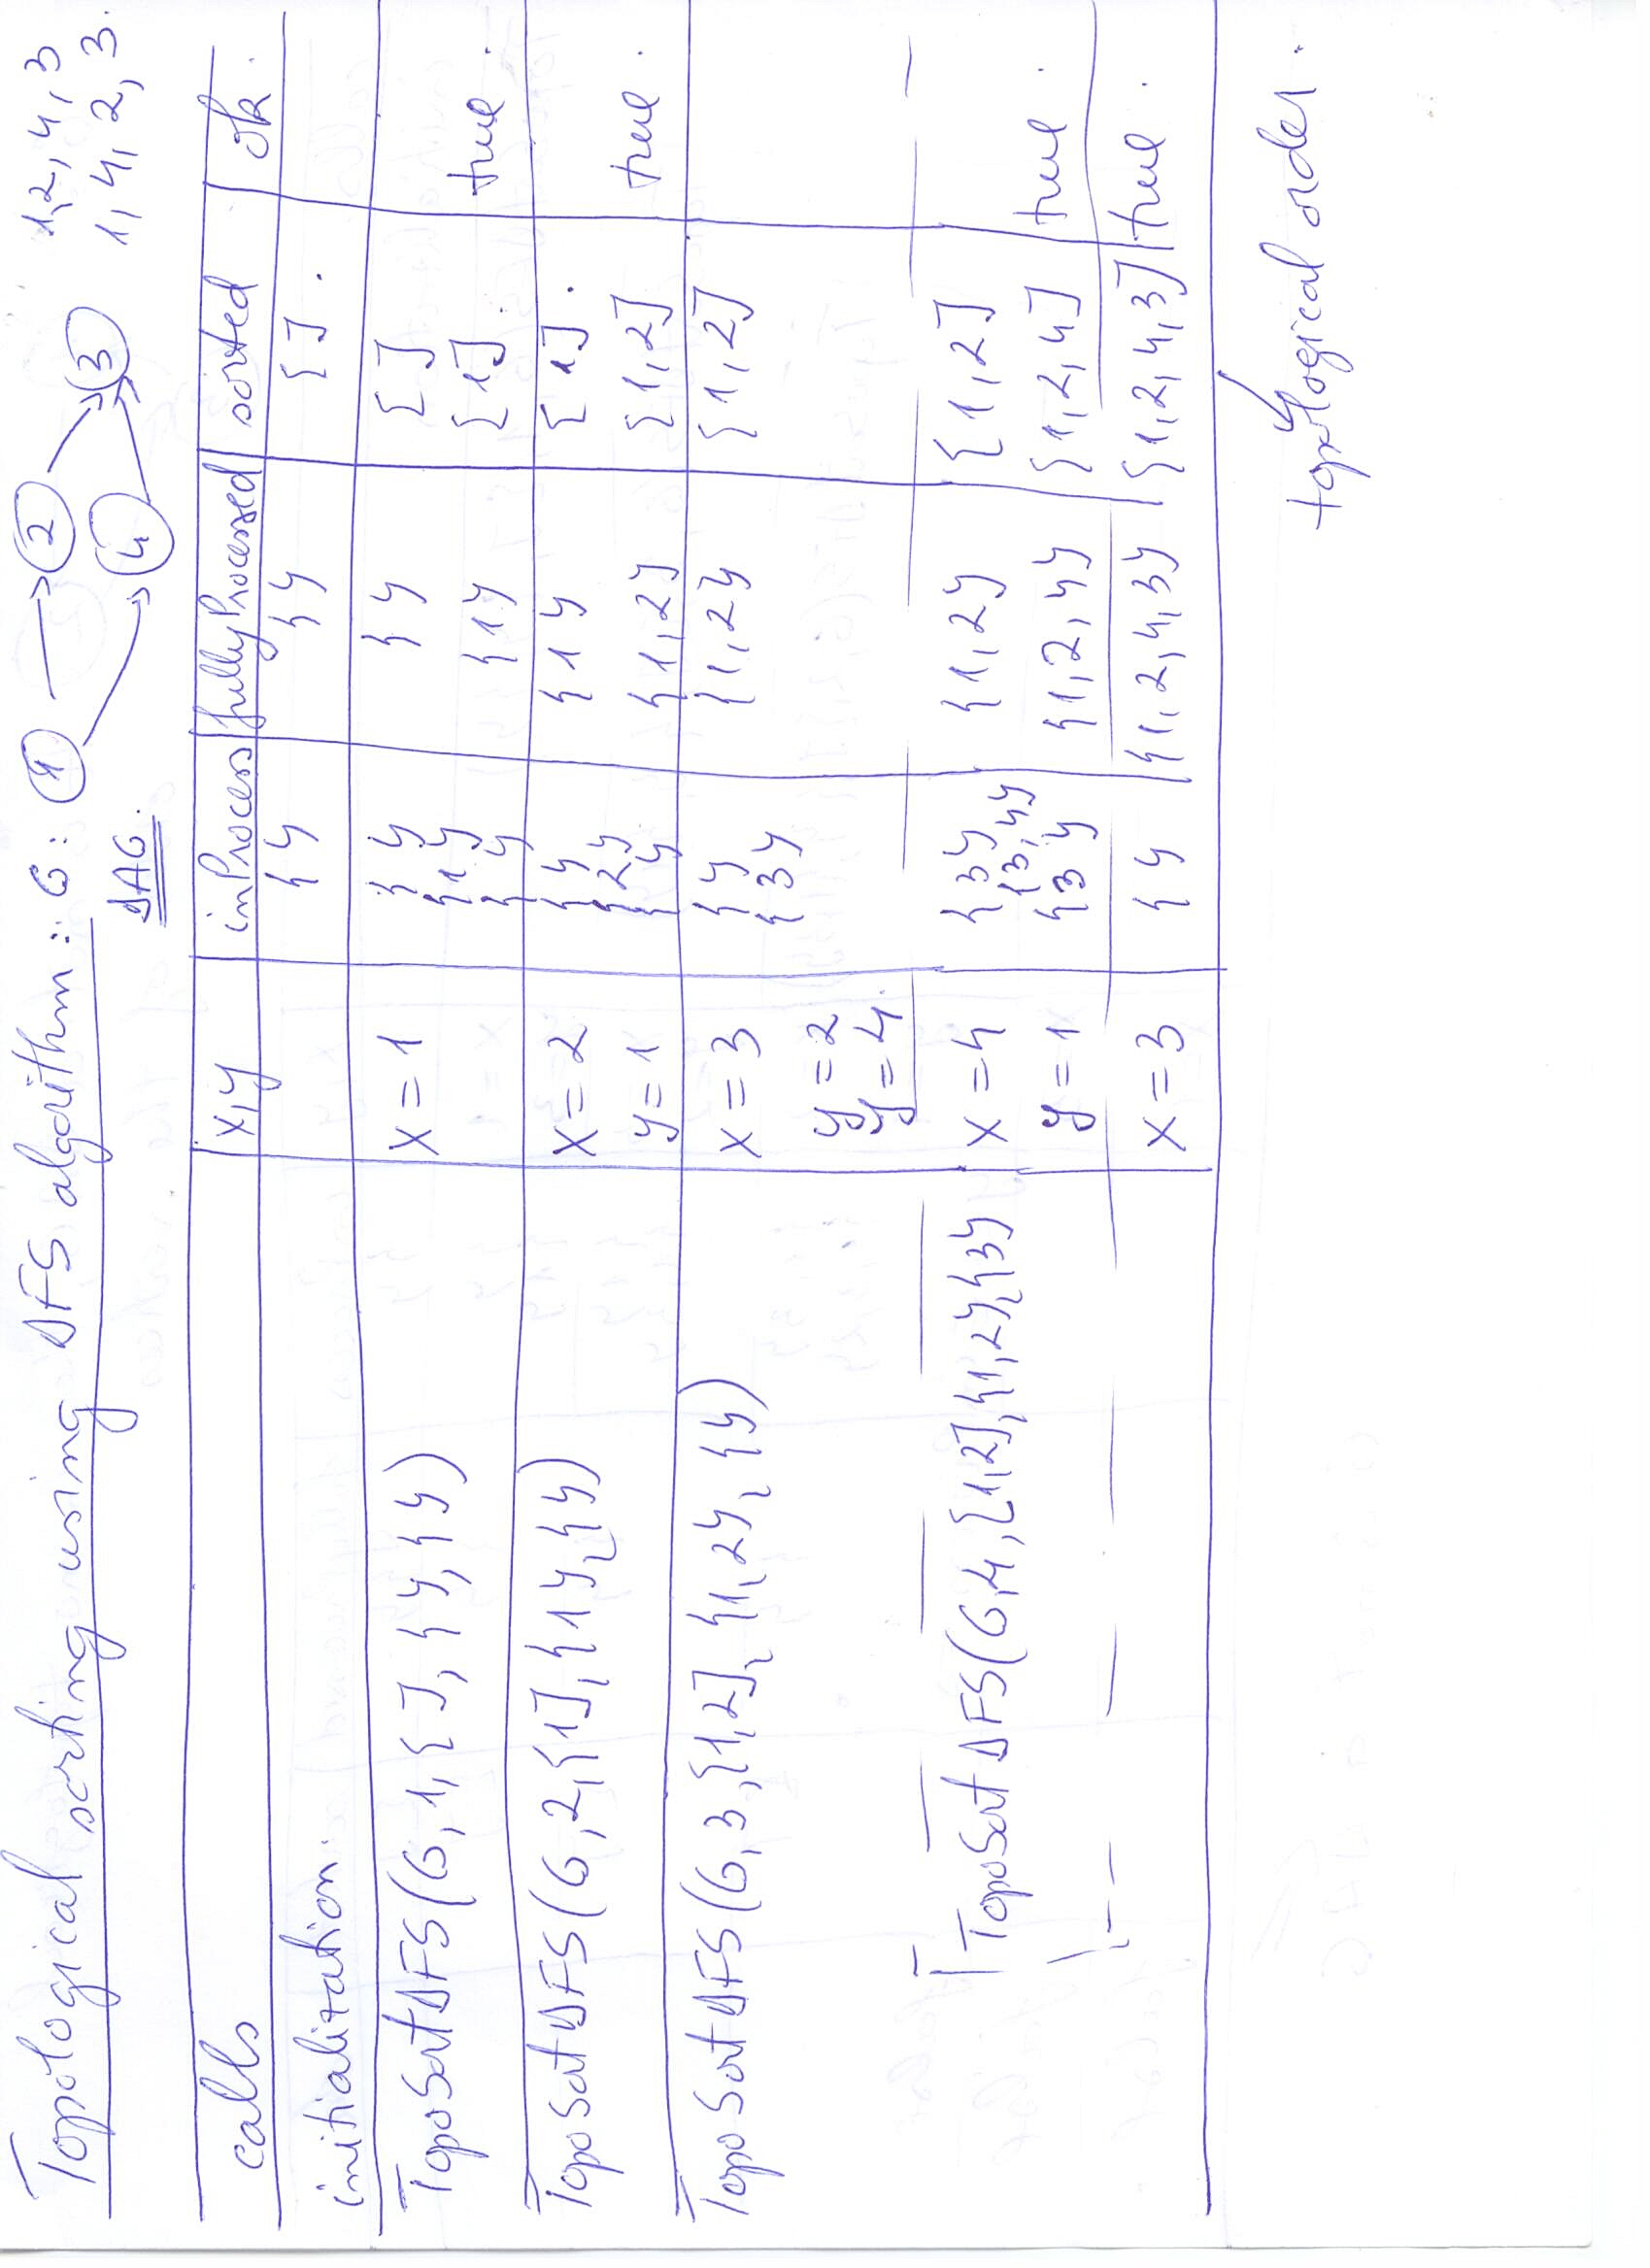 Topological sorting using DFS algorithm : G :
1 2 3 4
1,2,4,3
1,4,2,3.
DAG.
calls x,y inProcess fullyProcessed sorted ok.
initialization. {} {} [].
TopoSortDFS(G,1,[],{},{}) x=1 {} {} []
{1}
{} {1} [1]. true.
TopoSortDFS(G,2,[1],{1},{}) x=2 {} {1} [1].
{2}
y=1 {} {1,2} [1,2] true.
TopoSortDFS(G,3,[1,2],{1,2},{}) x=3 {} {1,2} [1,2]
{3}
y=2
y=4.
TopoSortDFS(G,4,[1,2],{1,2},{3} x=4 {3} {1,2} [1,2]
{3,4}
y=1 {3} {1,2,4} [1,2,4] true.
x=3 {} {1,2,4,3} [1,2,4,3] true.
topological order.